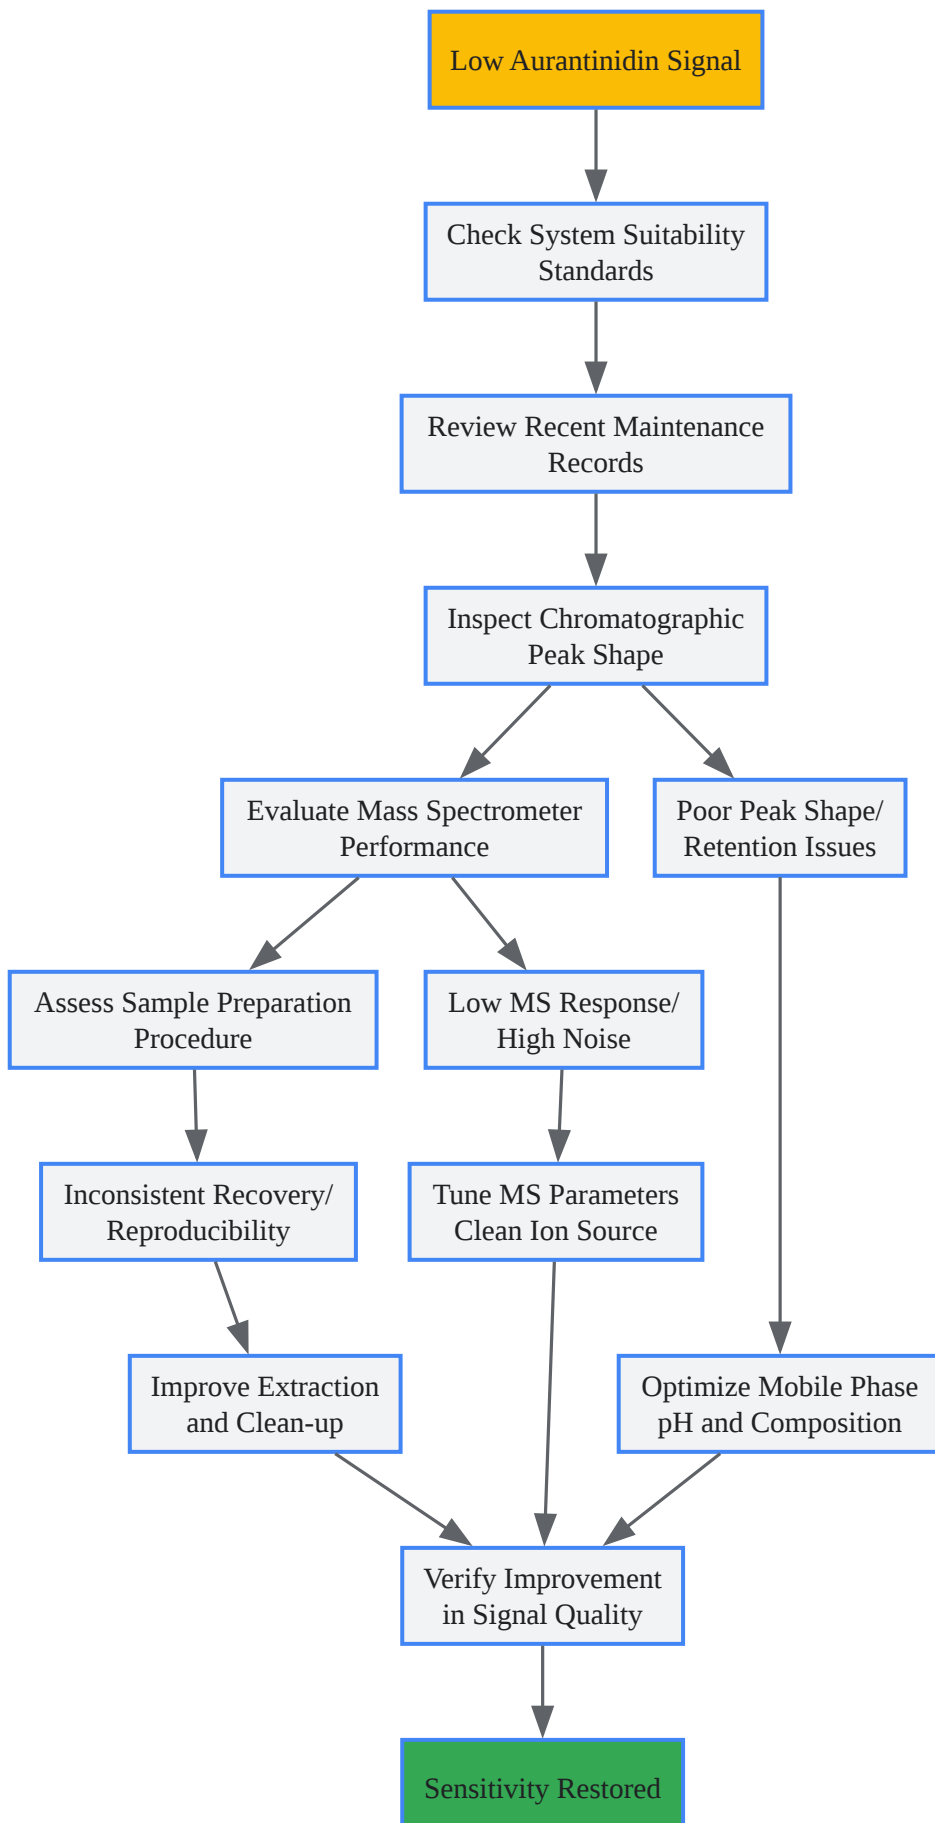 Low Aurantinidin Signal
Check System Suitability
Standards
Review Recent Maintenance
Records
Inspect Chromatographic
Peak Shape
Evaluate Mass Spectrometer
Performance
Poor Peak Shape/
Retention Issues
Assess Sample Preparation
Procedure
Low MS Response/
High Noise
Inconsistent Recovery/
Reproducibility
Tune MS Parameters
Clean Ion Source
Improve Extraction
and Clean-up
Optimize Mobile Phase
pH and Composition
Verify Improvement
in Signal Quality
Sensitivity Restored